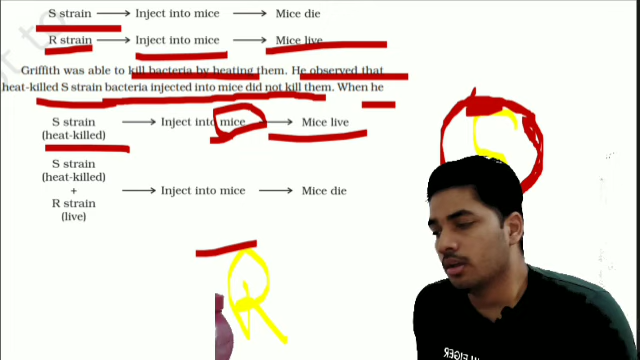 S strain → Inject into mice → Mice die
R strain → Inject into mice → Mice live
Griffith was able to kill bacteria by heating them. He observed that
heat-killed S strain bacteria injected into mice did not kill them. When he
S strain → Inject into mice → Mice live
(heat-killed)
S strain
(heat-killed)
+ → Inject into mice → Mice die
R strain
(live)
S
R